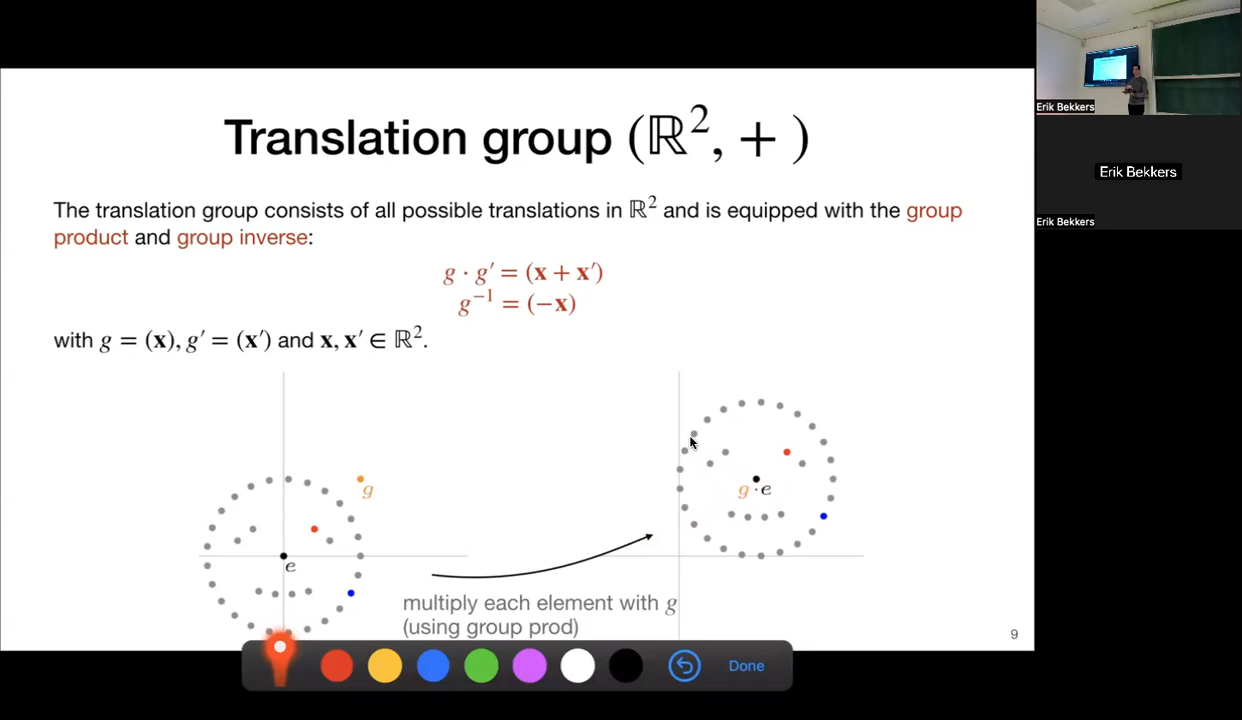 Translation group (ℝ², + )
The translation group consists of all possible translations in ℝ² and is equipped with the group
product and group inverse:
g · g′ = (x + x′)
g⁻¹ = (−x)
with g = (x), g′ = (x′) and x, x′ ∈ ℝ².
g
e
g · e
multiply each element with g
(using group prod)
9
Done
Erik Bekkers
Erik Bekkers
Erik Bekkers